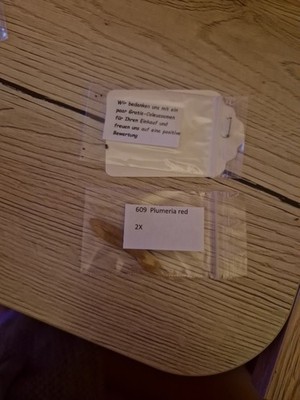 Wir bedanken uns mit ein
paar Gratis-Coleussamen
für Ihren Einkauf und
freuen uns auf eine positive
Bewertung
609 Plumeria red
2X